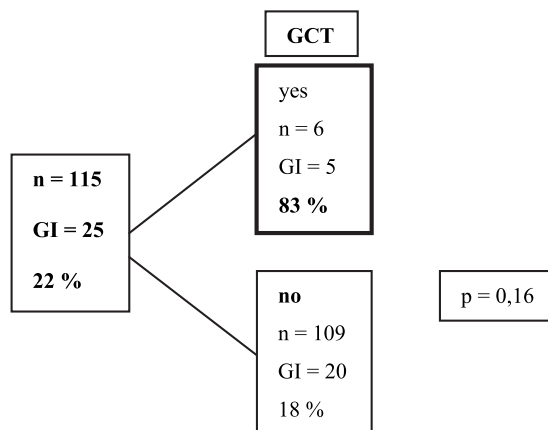 GCT
yes
n = 6
GI = 5
83 %
n = 115
GI = 25
22 %
no
n = 109
GI = 20
18 %
p = 0,16